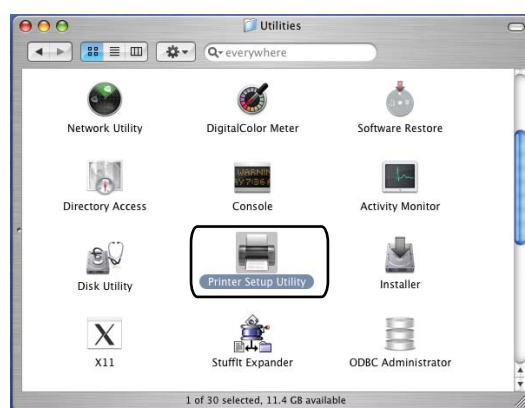 Utilities
everywhere
Network Utility
DigitalColor Meter
Software Restore
Directory Access
Console
Activity Monitor
Disk Utility
Printer Setup Utility
Installer
X11
StuffIt Expander
ODBC Administrator
1 of 30 selected, 11.4 GB available